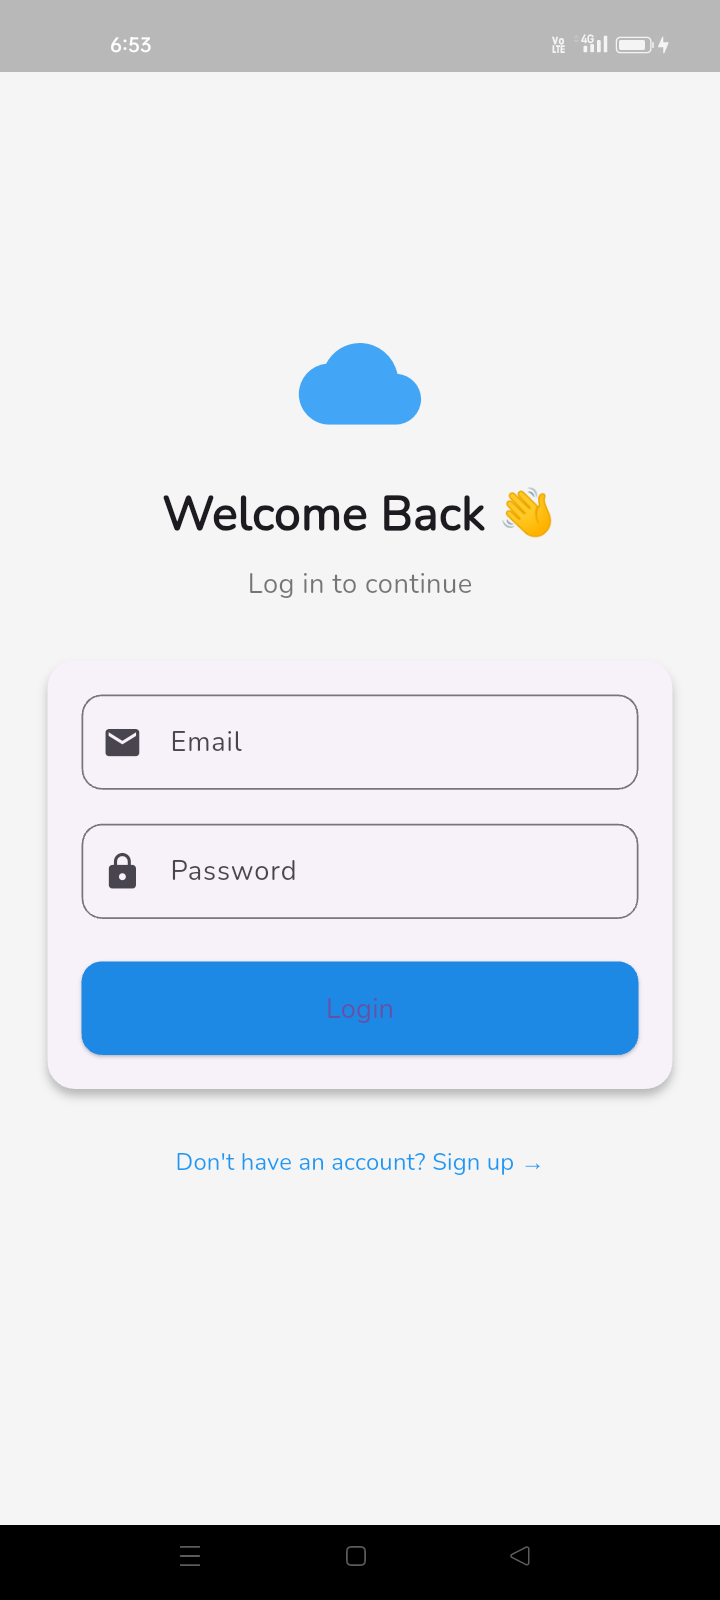 6:53
Vo LTE 4G
Welcome Back 👋
Log in to continue
Email
Password
Login
Don't have an account? Sign up →